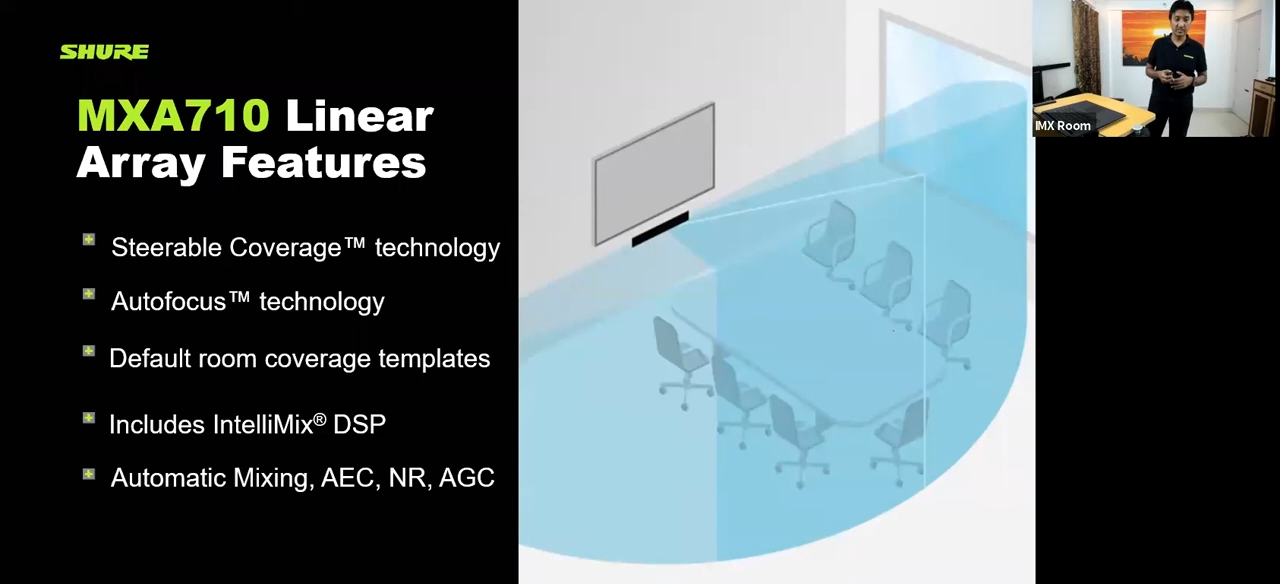 SHURE
MXA710 Linear
Array Features
Steerable Coverage™ technology
Autofocus™ technology
Default room coverage templates
Includes IntelliMix® DSP
Automatic Mixing, AEC, NR, AGC
IMX Room